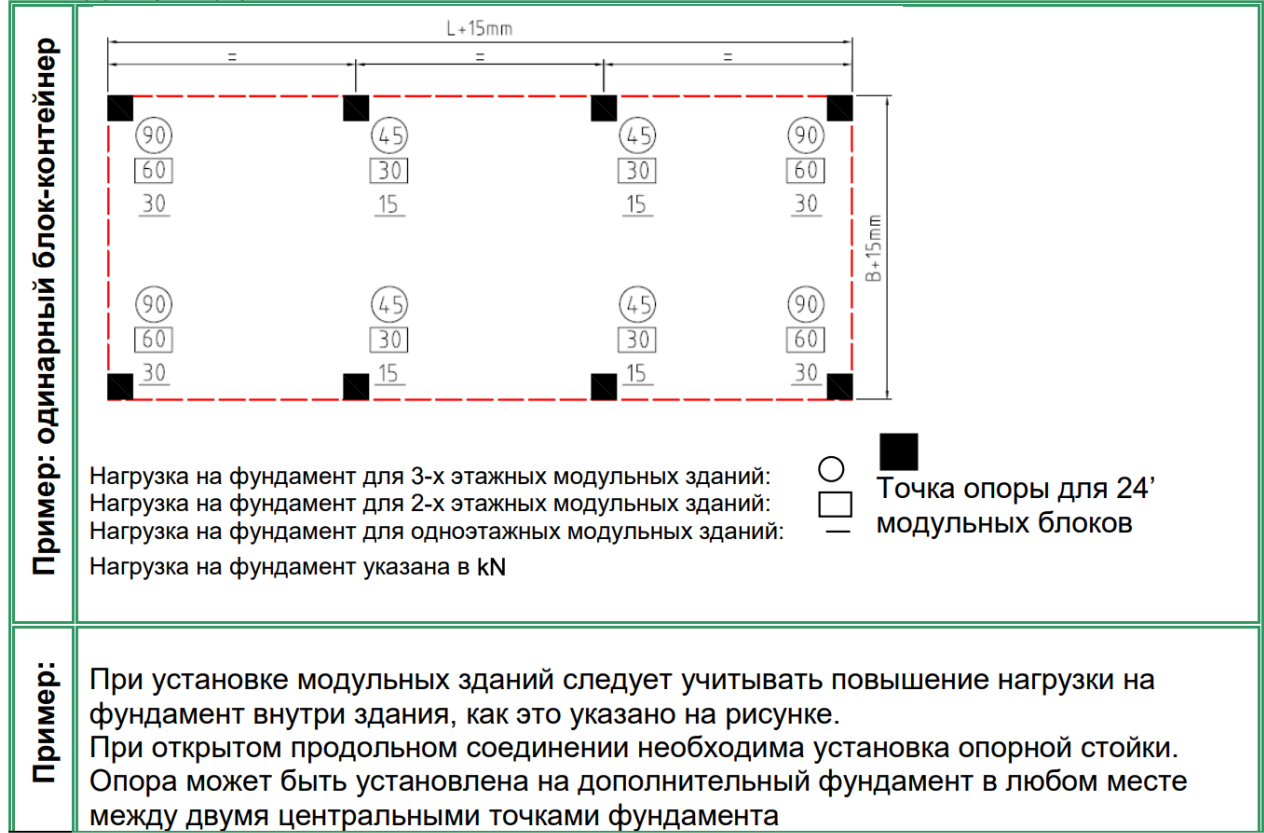 L+15mm
= = =
90 45 45 90
60 30 30 60
30 15 15 30
B+15mm
90 45 45 90
60 30 30 60
30 15 15 30
Пример: одинарный блок-контейнер
Нагрузка на фундамент для 3-х этажных модульных зданий:
Нагрузка на фундамент для 2-х этажных модульных зданий:
Нагрузка на фундамент для одноэтажных модульных зданий:
Нагрузка на фундамент указана в kN
Точка опоры для 24’
модульных блоков
Пример:
При установке модульных зданий следует учитывать повышение нагрузки на
фундамент внутри здания, как это указано на рисунке.
При открытом продольном соединении необходима установка опорной стойки.
Опора может быть установлена на дополнительный фундамент в любом месте
между двумя центральными точками фундамента